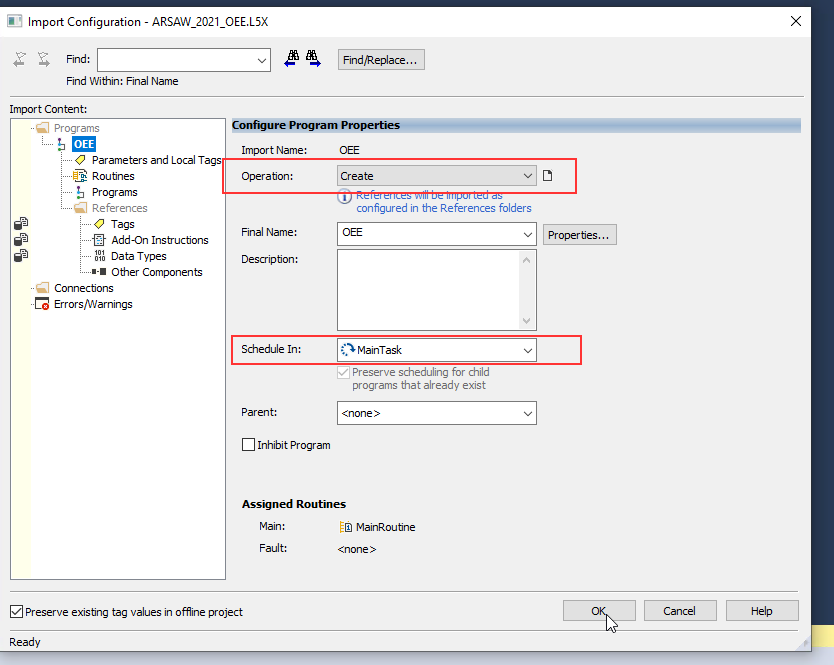 Import Configuration - ARSAW_2021_OEE.L5X
Find:
Find/Replace...
Find Within: Final Name
Import Content:
Programs
OEE
Parameters and Local Tags
Routines
Programs
References
Tags
Add-On Instructions
Data Types
Other Components
Connections
Errors/Warnings
Configure Program Properties
Import Name: OEE
Operation: Create
References will be imported as
configured in the References folders
Final Name: OEE Properties...
Description:
Schedule In: MainTask
Preserve scheduling for child
programs that already exist
Parent: <none>
Inhibit Program
Assigned Routines
Main: MainRoutine
Fault: <none>
Preserve existing tag values in offline project
OK Cancel Help
Ready